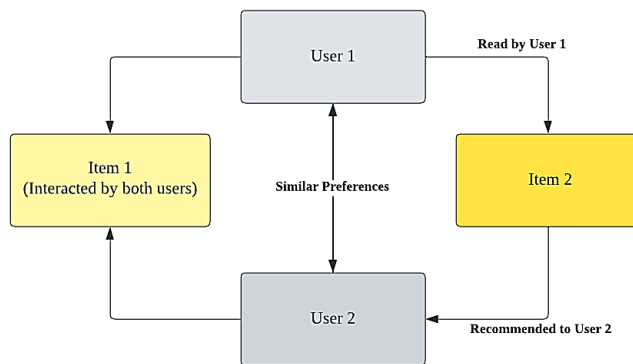 User 1
Read by User 1
Item 1
(Interacted by both users)
Similar Preferences
Item 2
User 2
Recommended to User 2